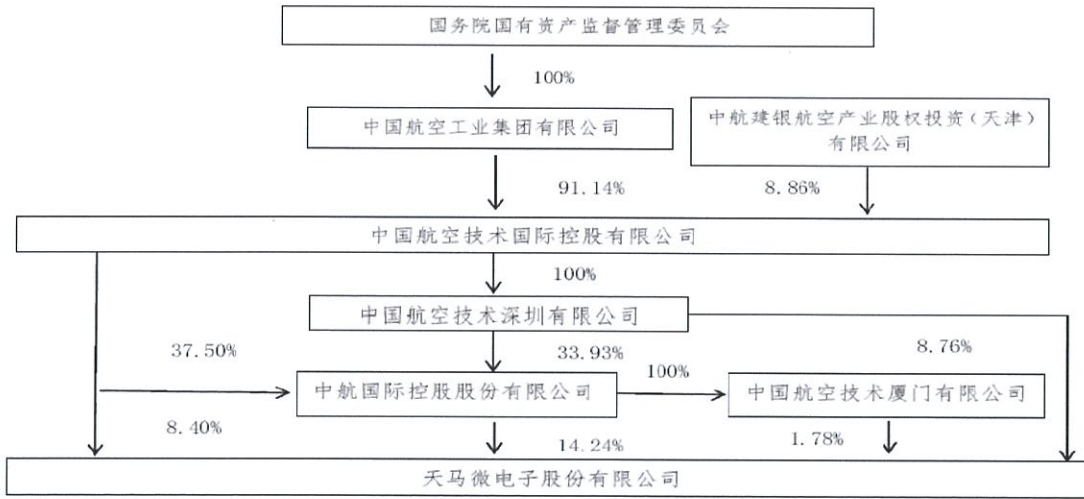 国务院国有资产监督管理委员会
100%
中国航空工业集团有限公司
中航建银航空产业股权投资（天津）
有限公司
91.14%
8.86%
中国航空技术国际控股有限公司
100%
中国航空技术深圳有限公司
37.50%
33.93%
8.76%
100%
中航国际控股股份有限公司
中国航空技术厦门有限公司
8.40%
14.24%
1.78%
天马微电子股份有限公司